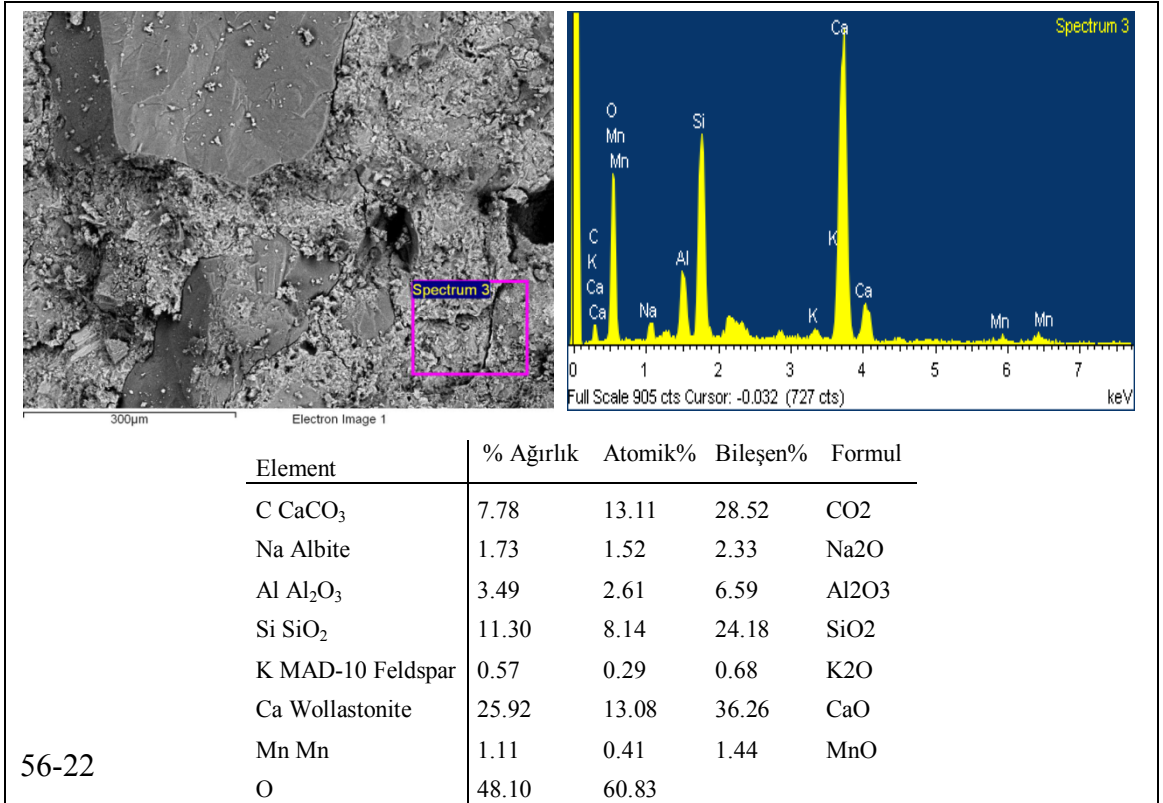 Spectrum 3
300µm
Electron Image 1
Spectrum 3
Ca
O
Mn
Mn
Si
C
K
Ca
Ca
Na
Al
K
K
Ca
Mn
Mn
0 1 2 3 4 5 6 7
Full Scale 905 cts Cursor: -0.032 (727 cts) keV
Element % Ağırlık Atomik% Bileşen% Formul
C CaCO₃ 7.78 13.11 28.52 CO2
Na Albite 1.73 1.52 2.33 Na2O
Al Al₂O₃ 3.49 2.61 6.59 Al2O3
Si SiO₂ 11.30 8.14 24.18 SiO2
K MAD-10 Feldspar 0.57 0.29 0.68 K2O
Ca Wollastonite 25.92 13.08 36.26 CaO
Mn Mn 1.11 0.41 1.44 MnO
O 48.10 60.83
56-22